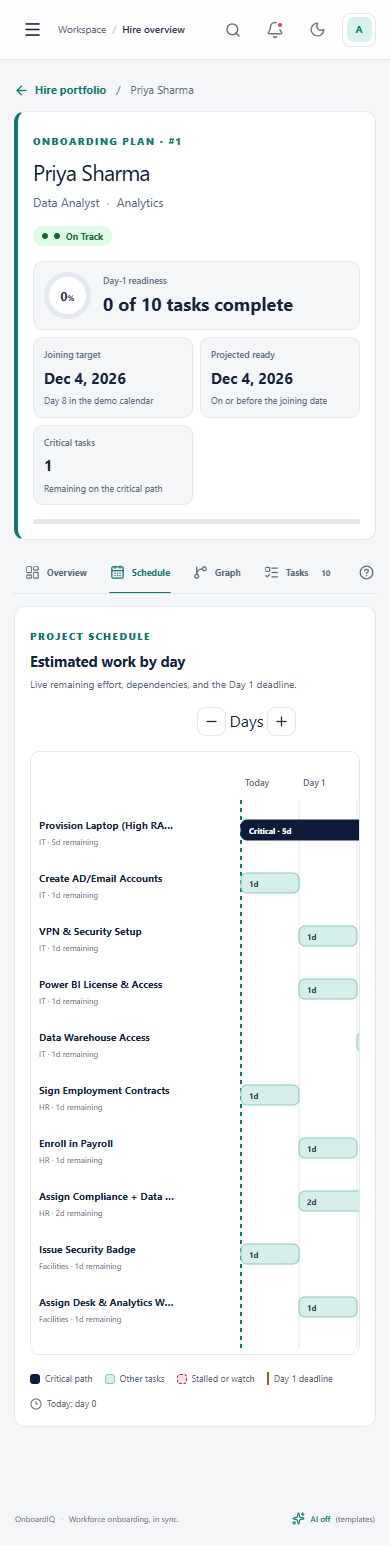 Workspace / Hire overview
A
Hire portfolio / Priya Sharma
ONBOARDING PLAN · #1
Priya Sharma
Data Analyst · Analytics
On Track
0%
Day-1 readiness
0 of 10 tasks complete
Joining target
Dec 4, 2026
Day 8 in the demo calendar
Projected ready
Dec 4, 2026
On or before the joining date
Critical tasks
1
Remaining on the critical path
Overview Schedule Graph Tasks 10
PROJECT SCHEDULE
Estimated work by day
Live remaining effort, dependencies, and the Day 1 deadline.
− Days +
Today Day 1
Provision Laptop (High RA...
IT · 5d remaining
Critical · 5d
Create AD/Email Accounts
IT · 1d remaining
1d
VPN & Security Setup
IT · 1d remaining
1d
Power BI License & Access
IT · 1d remaining
1d
Data Warehouse Access
IT · 1d remaining
Sign Employment Contracts
HR · 1d remaining
1d
Enroll in Payroll
HR · 1d remaining
1d
Assign Compliance + Data ...
HR · 2d remaining
2d
Issue Security Badge
Facilities · 1d remaining
1d
Assign Desk & Analytics W...
Facilities · 1d remaining
1d
Critical path Other tasks Stalled or watch Day 1 deadline
Today: day 0
OnboardIQ · Workforce onboarding, in sync. AI off (templates)